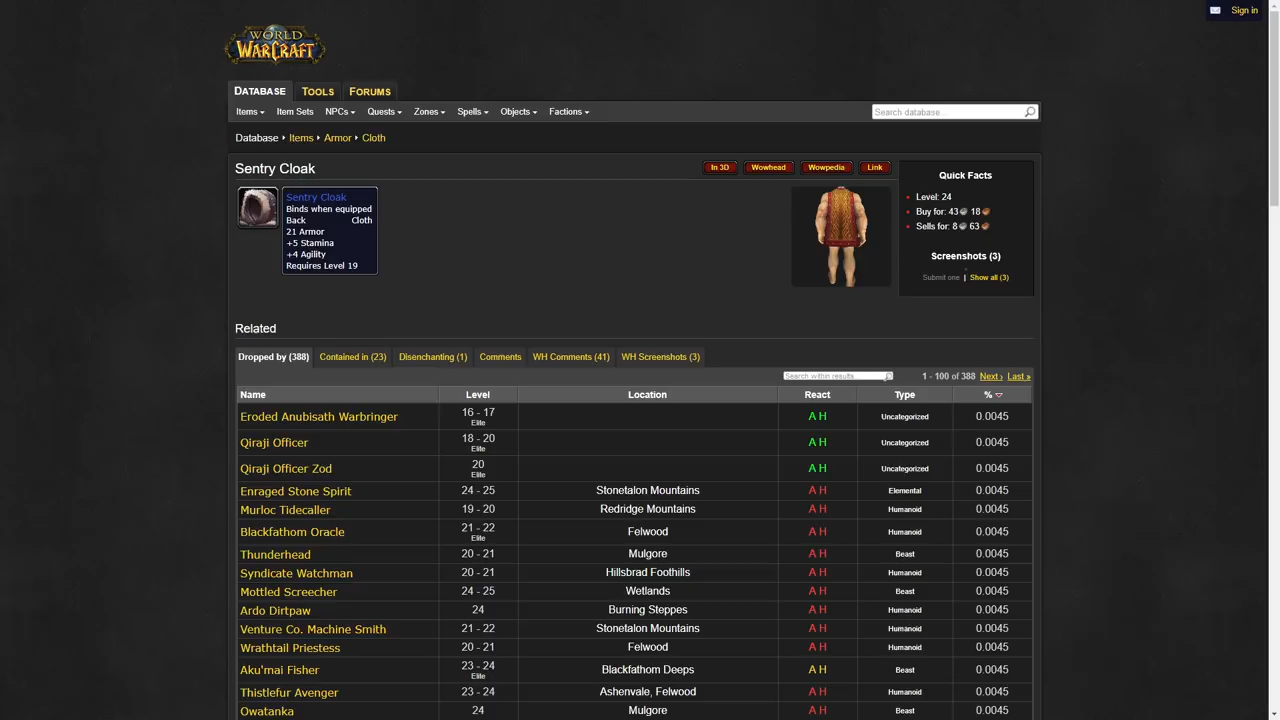 Sign in
WORLD
WARCRAFT
DATABASE TOOLS FORUMS
Items Item Sets NPCs Quests Zones Spells Objects Factions Search database...
Database Items Armor Cloth
Sentry Cloak In 3D Wowhead Wowpedia Link
Sentry Cloak
Binds when equipped
Back Cloth
21 Armor
+5 Stamina
+4 Agility
Requires Level 19
Quick Facts
Level: 24
Buy for: 43 18
Sells for: 8 63
Screenshots (3)
Submit one | Show all (3)
Related
Dropped by (388) Contained in (23) Disenchanting (1) Comments WH Comments (41) WH Screenshots (3)
Search within results 1 - 100 of 388 Next › Last »
Name Level Location React Type %
Eroded Anubisath Warbringer 16 - 17 Elite A H Uncategorized 0.0045
Qiraji Officer 18 - 20 Elite A H Uncategorized 0.0045
Qiraji Officer Zod 20 Elite A H Uncategorized 0.0045
Enraged Stone Spirit 24 - 25 Stonetalon Mountains A H Elemental 0.0045
Murloc Tidecaller 19 - 20 Redridge Mountains A H Humanoid 0.0045
Blackfathom Oracle 21 - 22 Elite Felwood A H Humanoid 0.0045
Thunderhead 20 - 21 Mulgore A H Beast 0.0045
Syndicate Watchman 20 - 21 Hillsbrad Foothills A H Humanoid 0.0045
Mottled Screecher 24 - 25 Wetlands A H Beast 0.0045
Ardo Dirtpaw 24 Burning Steppes A H Humanoid 0.0045
Venture Co. Machine Smith 21 - 22 Stonetalon Mountains A H Humanoid 0.0045
Wrathtail Priestess 20 - 21 Felwood A H Humanoid 0.0045
Aku'mai Fisher 23 - 24 Elite Blackfathom Deeps A H Beast 0.0045
Thistlefur Avenger 23 - 24 Ashenvale, Felwood A H Humanoid 0.0045
Owatanka 24 Mulgore A H Beast 0.0045